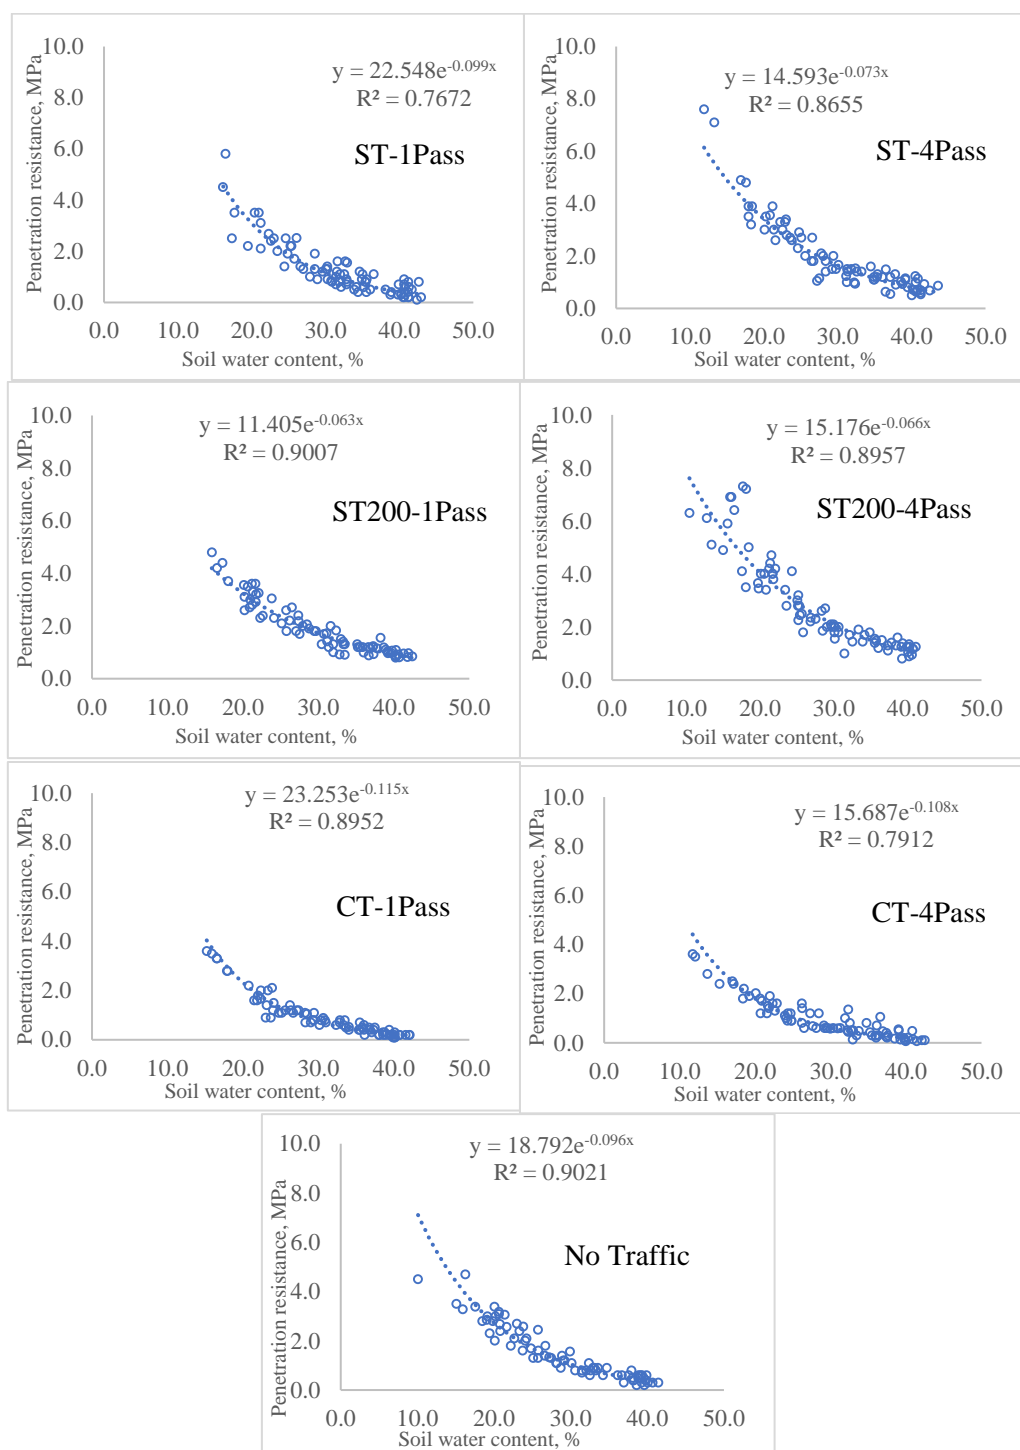 10.0
8.0
6.0
4.0
2.0
0.0
Penetration resistance, MPa
y = 22.548e^-0.099x
R² = 0.7672
ST-1Pass
0.0 10.0 20.0 30.0 40.0 50.0
Soil water content, %
10.0
8.0
6.0
4.0
2.0
0.0
Penetration resistance, MPa
y = 14.593e^-0.073x
R² = 0.8655
ST-4Pass
0.0 10.0 20.0 30.0 40.0 50.0
Soil water content, %
10.0
8.0
6.0
4.0
2.0
0.0
Penetration resistance, MPa
y = 11.405e^-0.063x
R² = 0.9007
ST200-1Pass
0.0 10.0 20.0 30.0 40.0 50.0
Soil water content, %
10.0
8.0
6.0
4.0
2.0
0.0
Penetration resistance, MPa
y = 15.176e^-0.066x
R² = 0.8957
ST200-4Pass
0.0 10.0 20.0 30.0 40.0 50.0
Soil water content, %
10.0
8.0
6.0
4.0
2.0
0.0
Penetration resistance, MPa
y = 23.253e^-0.115x
R² = 0.8952
CT-1Pass
0.0 10.0 20.0 30.0 40.0 50.0
Soil water content, %
10.0
8.0
6.0
4.0
2.0
0.0
Penetration resistance, MPa
y = 15.687e^-0.108x
R² = 0.7912
CT-4Pass
0.0 10.0 20.0 30.0 40.0 50.0
Soil water content, %
10.0
8.0
6.0
4.0
2.0
0.0
Penetration resistance, MPa
y = 18.792e^-0.096x
R² = 0.9021
No Traffic
0.0 10.0 20.0 30.0 40.0 50.0
Soil water content, %